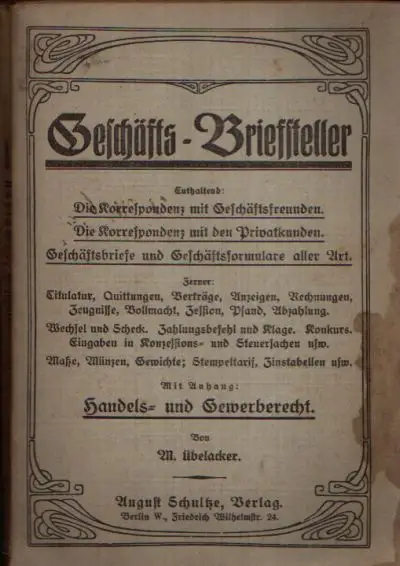 Geschäfts-Briefsteller
Enthaltend:
Die Korrespondenz mit Geschäftsfreunden.
Die Korrespondenz mit den Privatkunden.
Geschäftsbriefe und Geschäftsformulare aller Art.
Ferner:
Titulatur, Quittungen, Verträge, Anzeigen, Rechnungen,
Zeugnisse, Vollmacht, Zession, Pfand, Abzahlung.
Wechsel und Scheck. Zahlungsbefehl und Klage. Konkurs.
Eingaben in Konzessions- und Steuersachen usw.
Maße, Münzen, Gewichte; Stempeltarif, Zinstabellen usw.
Mit Anhang:
Handels- und Gewerberecht.
Von
M. Übelacker.
August Schultze, Verlag.
Berlin W., Friedrich Wilhelmstr. 24.